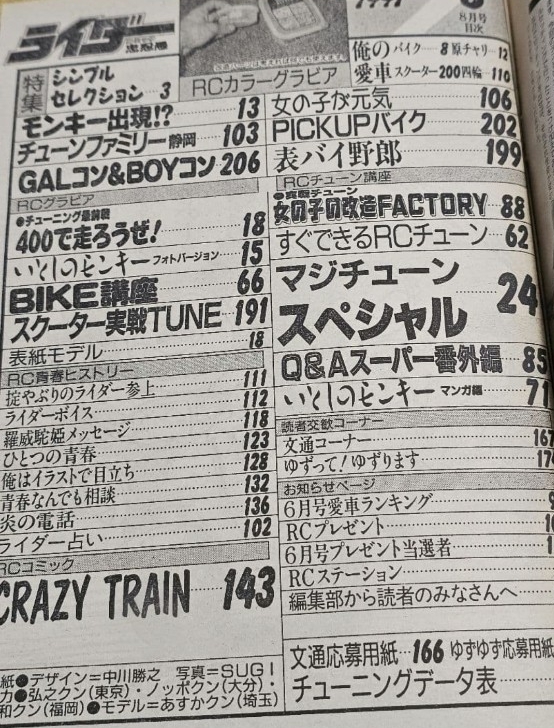 ライダー
1991
8月号
目次
特集 シンプルセレクション 3
RCカラーグラビア
俺のバイク 8 原チャリ 12
愛車スクーター 200 四輪 110
モンキー出現!? 13
チューンファミリー静岡 103
GALコン&BOYコン 206
女の子が元気 106
PICKUPバイク 202
表バイ野郎 199
RCグラビア
●チューニング最前線
400で走ろうぜ! 18
いとしのモンキー フォトバージョン 15
BIKE講座 66
スクーター実戦TUNE 191
表紙モデル 18
RC青春ヒストリー
掟やぶりのライダー参上 111
ライダーボイス 112
羅威駝姫メッセージ 118
ひとつの青春 123
俺はイラストで目立ち 128
青春なんでも相談 132
炎の電話 136
ライダー占い 102
RCコミック
CRAZY TRAIN 143
RCチューン講座
●実戦チューン
女の子の改造FACTORY 88
すぐできるRCチューン 62
マジチューン
スペシャル 24
Q&Aスーパー番外編 85
いとしのモンキー マンガ編 71
読者交歓コーナー
文通コーナー 167
ゆずって!ゆずります 174
お知らせページ
6月号愛車ランキング
RCプレゼント
6月号プレゼント当選者
RCステーション
編集部から読者のみなさんへ
文通応募用紙 166 ゆずゆず応募用紙
チューニングデータ表
紙●デザイン=中川勝之 写真=SUGI
力●弘之クン(東京)・ノッポクン(大分)・
和クン(福岡)●モデル=あすかクン(埼玉)